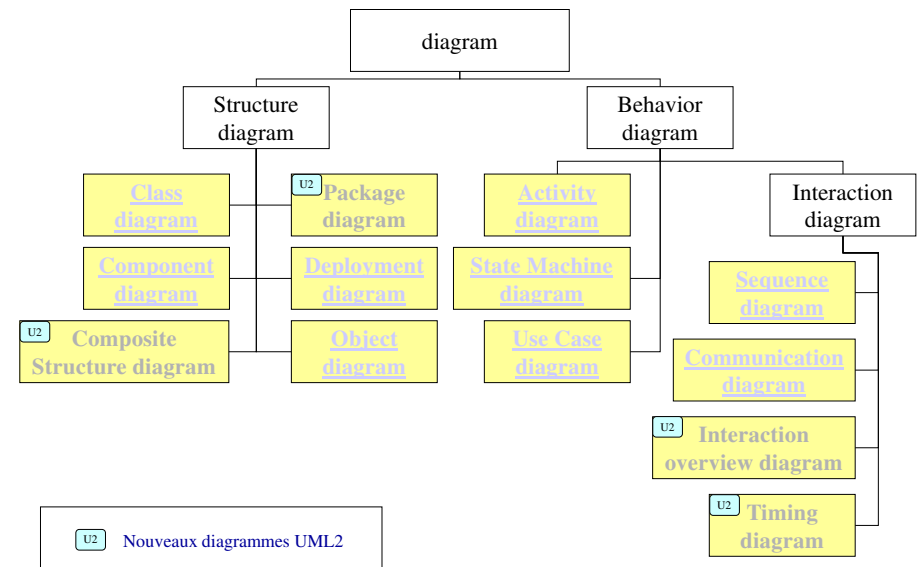 diagram
Structure
diagram
Behavior
diagram
Class
diagram
U2
Package
diagram
Activity
diagram
Interaction
diagram
Component
diagram
Deployment
diagram
State Machine
diagram
Sequence
diagram
U2
Composite
Structure diagram
Object
diagram
Use Case
diagram
Communication
diagram
U2
Interaction
overview diagram
U2
Timing
diagram
U2 Nouveaux diagrammes UML2